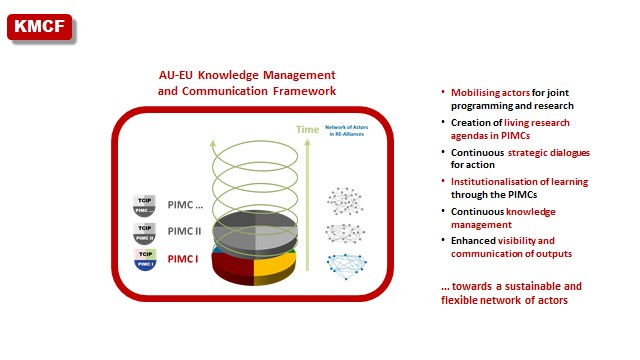 KMCF
AU-EU Knowledge Management
and Communication Framework
Time
Network of Actors
in RE-Alliances
TCIP
PIMC ...
PIMC ...
TCIP
PIMC II
PIMC II
TCIP
PIMC I
PIMC I
• Mobilising actors for joint
programming and research
• Creation of living research
agendas in PIMCs
• Continuous strategic dialogues
for action
• Institutionalisation of learning
through the PIMCs
• Continuous knowledge
management
• Enhanced visibility and
communication of outputs
... towards a sustainable and
flexible network of actors